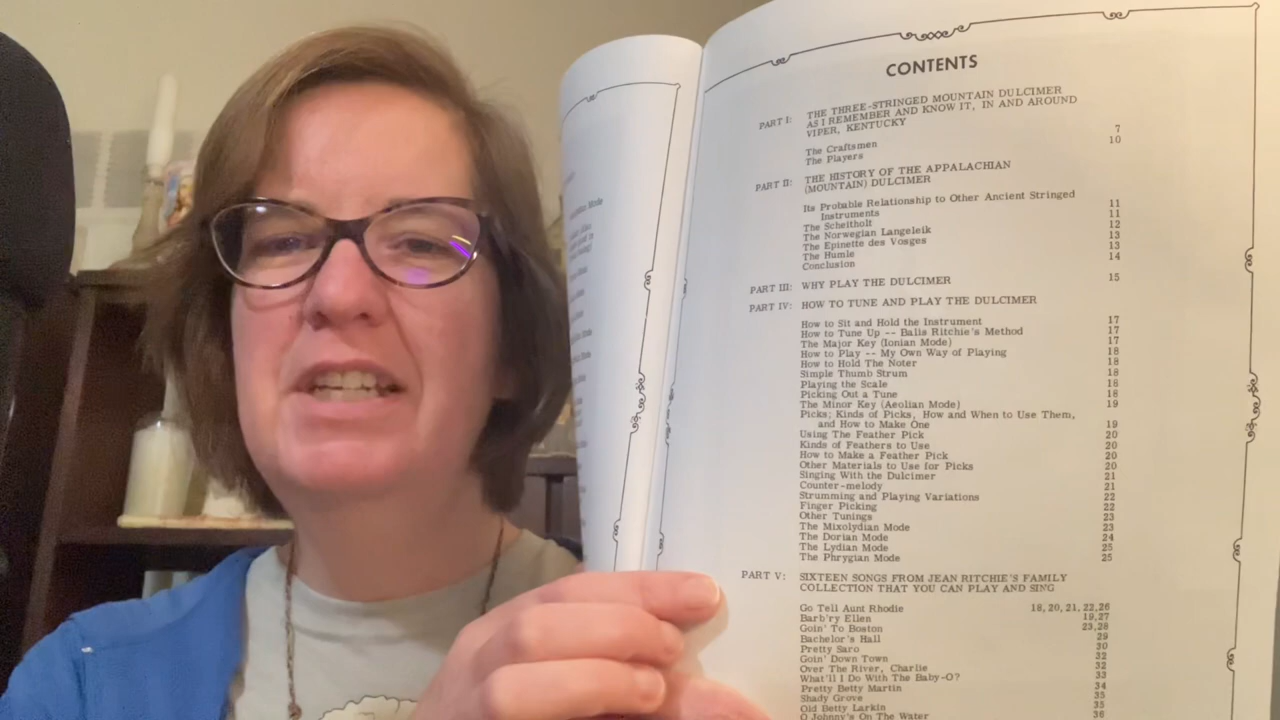 CONTENTS
PART I: THE THREE-STRINGED MOUNTAIN DULCIMER
AS I REMEMBER AND KNOW IT, IN AND AROUND
VIPER, KENTUCKY
The Craftsmen 7
The Players 10
PART II: THE HISTORY OF THE APPALACHIAN
(MOUNTAIN) DULCIMER
Its Probable Relationship to Other Ancient Stringed
Instruments 11
The Scheitholt 11
The Norwegian Langeleik 12
The Epinette des Vosges 13
The Humle 13
Conclusion 14
PART III: WHY PLAY THE DULCIMER 15
PART IV: HOW TO TUNE AND PLAY THE DULCIMER
How to Sit and Hold the Instrument 17
How to Tune Up -- Balis Ritchie's Method 17
The Major Key (Ionian Mode) 17
How to Play -- My Own Way of Playing 18
How to Hold The Noter 18
Simple Thumb Strum 18
Playing the Scale 18
Picking Out a Tune 18
The Minor Key (Aeolian Mode) 19
Picks; Kinds of Picks, How and When to Use Them,
and How to Make One 19
Using The Feather Pick 20
Kinds of Feathers to Use 20
How to Make a Feather Pick 20
Other Materials to Use for Picks 20
Singing With the Dulcimer 21
Counter-melody 21
Strumming and Playing Variations 22
Finger Picking 22
Other Tunings 23
The Mixolydian Mode 23
The Dorian Mode 24
The Lydian Mode 25
The Phrygian Mode 25
PART V: SIXTEEN SONGS FROM JEAN RITCHIE'S FAMILY
COLLECTION THAT YOU CAN PLAY AND SING
Go Tell Aunt Rhodie 18, 20, 21, 22,26
Barb'ry Ellen 19,27
Goin' To Boston 23,28
Bachelor's Hall 29
Pretty Saro 30
Goin' Down Town 32
Over The River, Charlie 32
What'll I Do With The Baby-O? 33
Pretty Betty Martin 34
Shady Grove 35
Old Betty Larkin 35
O Johnny's On The Water 36